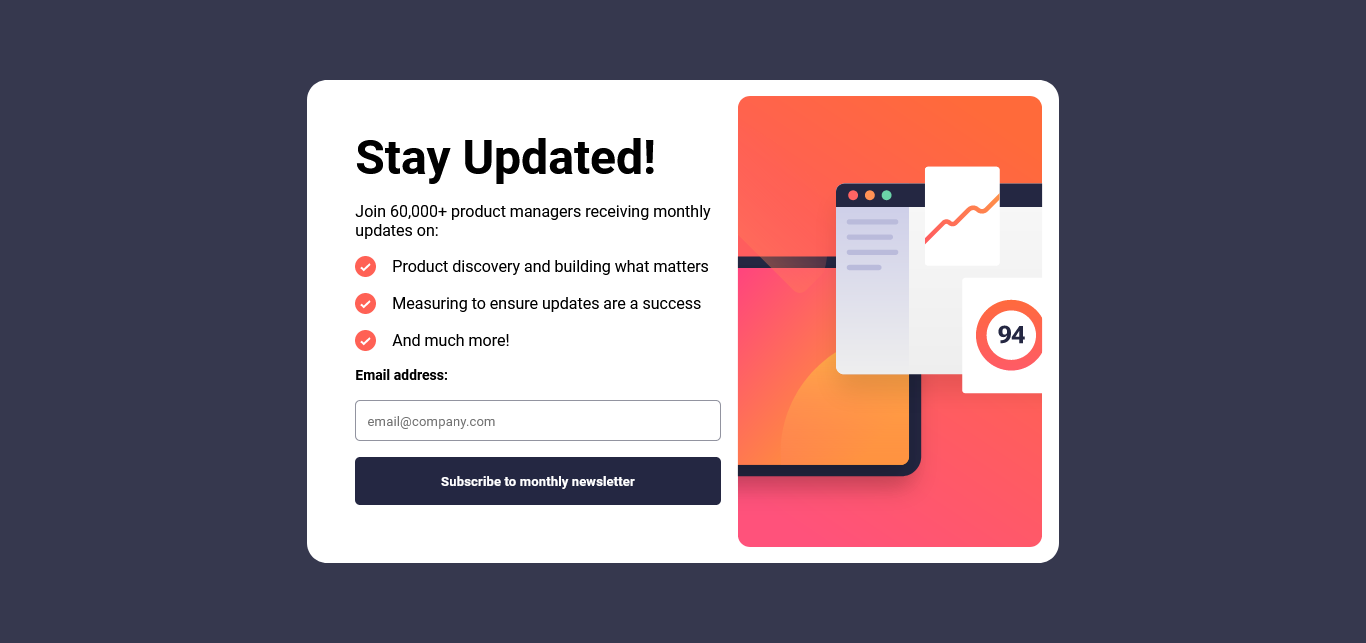 Stay Updated!
Join 60,000+ product managers receiving monthly
updates on:
Product discovery and building what matters
Measuring to ensure updates are a success
And much more!
Email address:
email@company.com
Subscribe to monthly newsletter
94